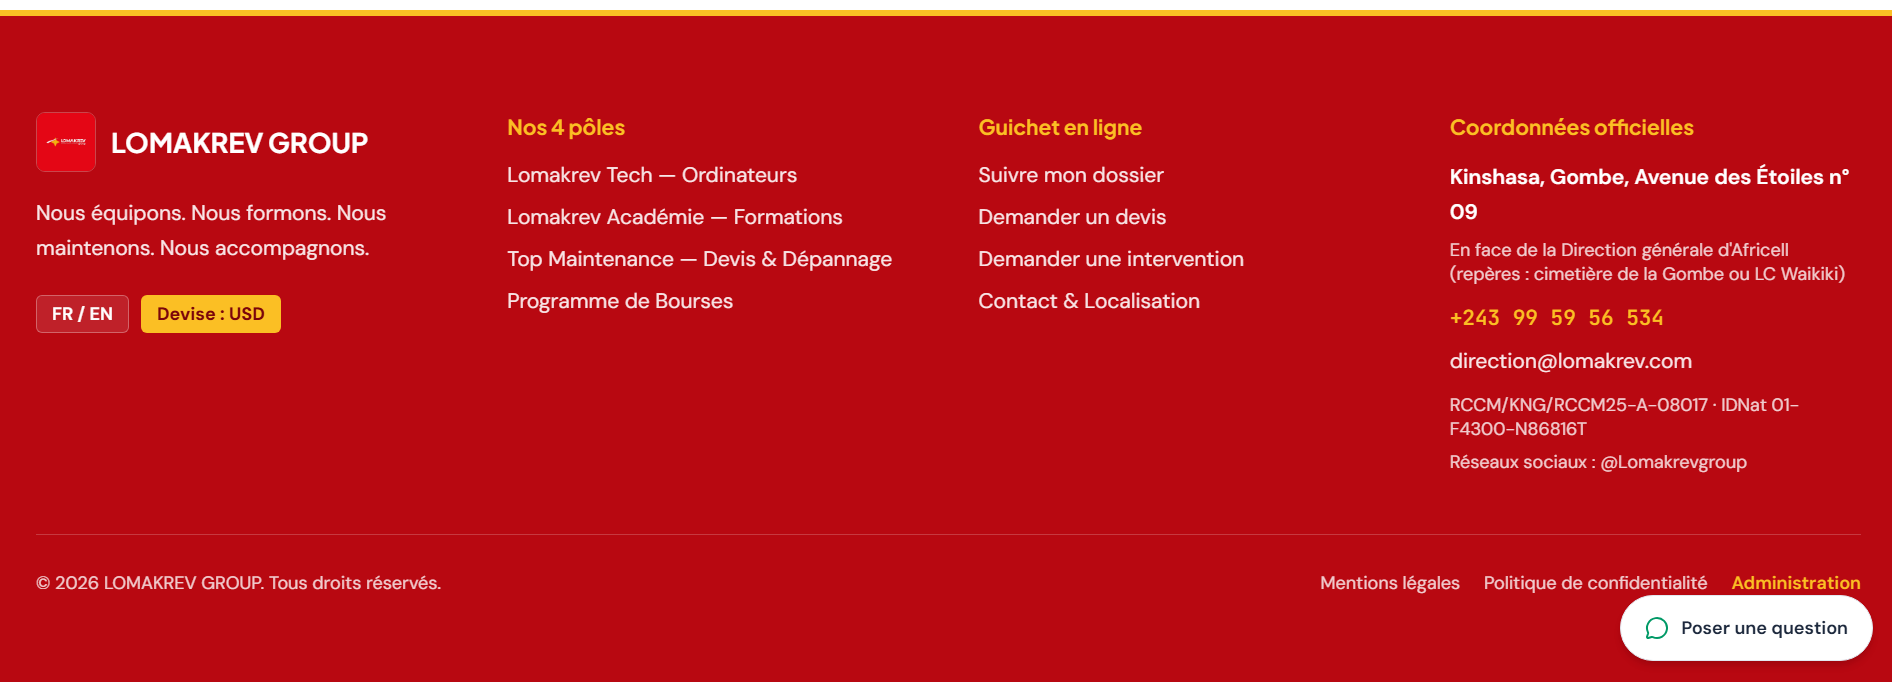 LOMAKREV
LOMAKREV GROUP
Nous équipons. Nous formons. Nous
maintenons. Nous accompagnons.
FR / EN
Devise : USD
Nos 4 pôles
Lomakrev Tech — Ordinateurs
Lomakrev Académie — Formations
Top Maintenance — Devis & Dépannage
Programme de Bourses
Guichet en ligne
Suivre mon dossier
Demander un devis
Demander une intervention
Contact & Localisation
Coordonnées officielles
Kinshasa, Gombe, Avenue des Étoiles n°
09
En face de la Direction générale d'Africell
(repères : cimetière de la Gombe ou LC Waikiki)
+243 99 59 56 534
direction@lomakrev.com
RCCM/KNG/RCCM25-A-08017 · IDNat 01-
F4300-N86816T
Réseaux sociaux : @Lomakrevgroup
© 2026 LOMAKREV GROUP. Tous droits réservés.
Mentions légales
Politique de confidentialité
Administration
Poser une question